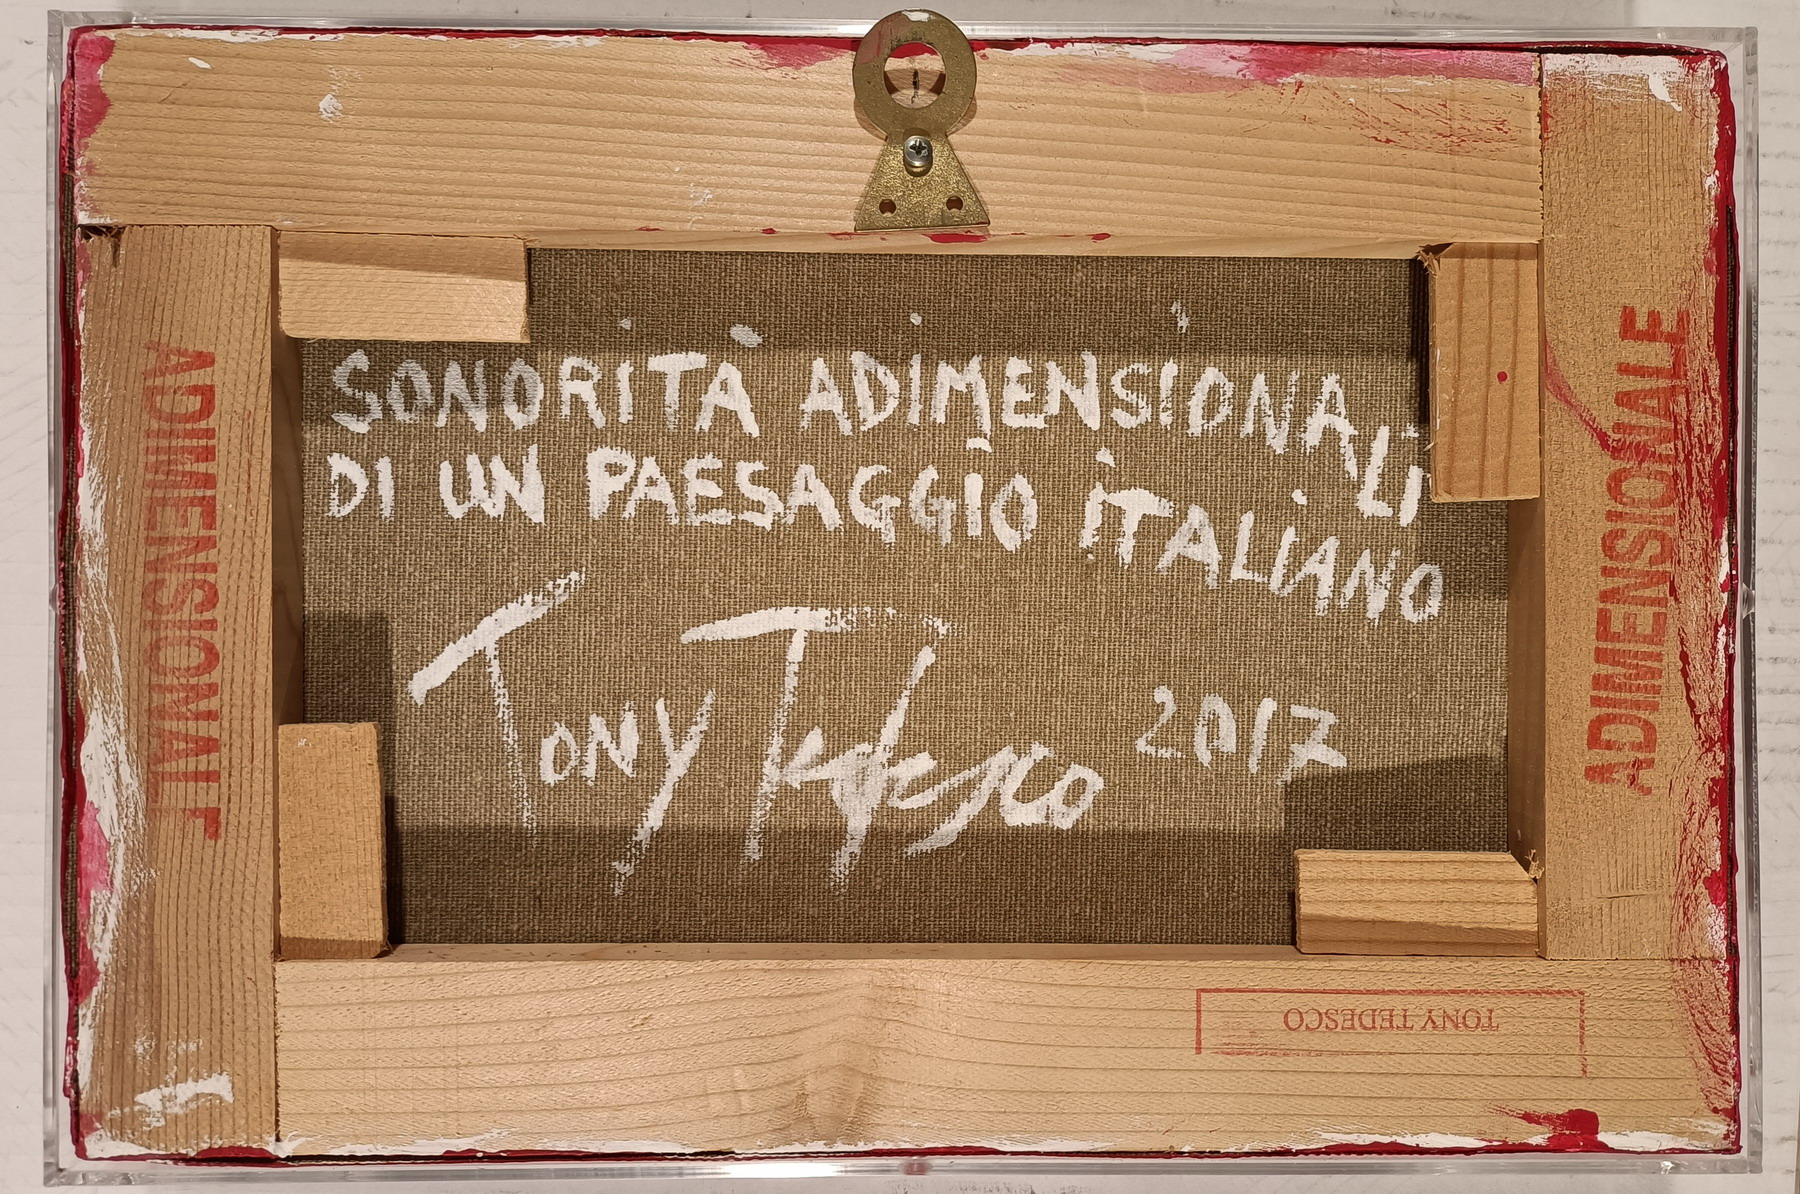 SONORITÀ ADIMENSIONALI
DI UN PAESAGGIO ITALIANO
TONY Tedesco 2017
ADIMENSIONALE
ADIMENSIONALE
TONY TEDESCO